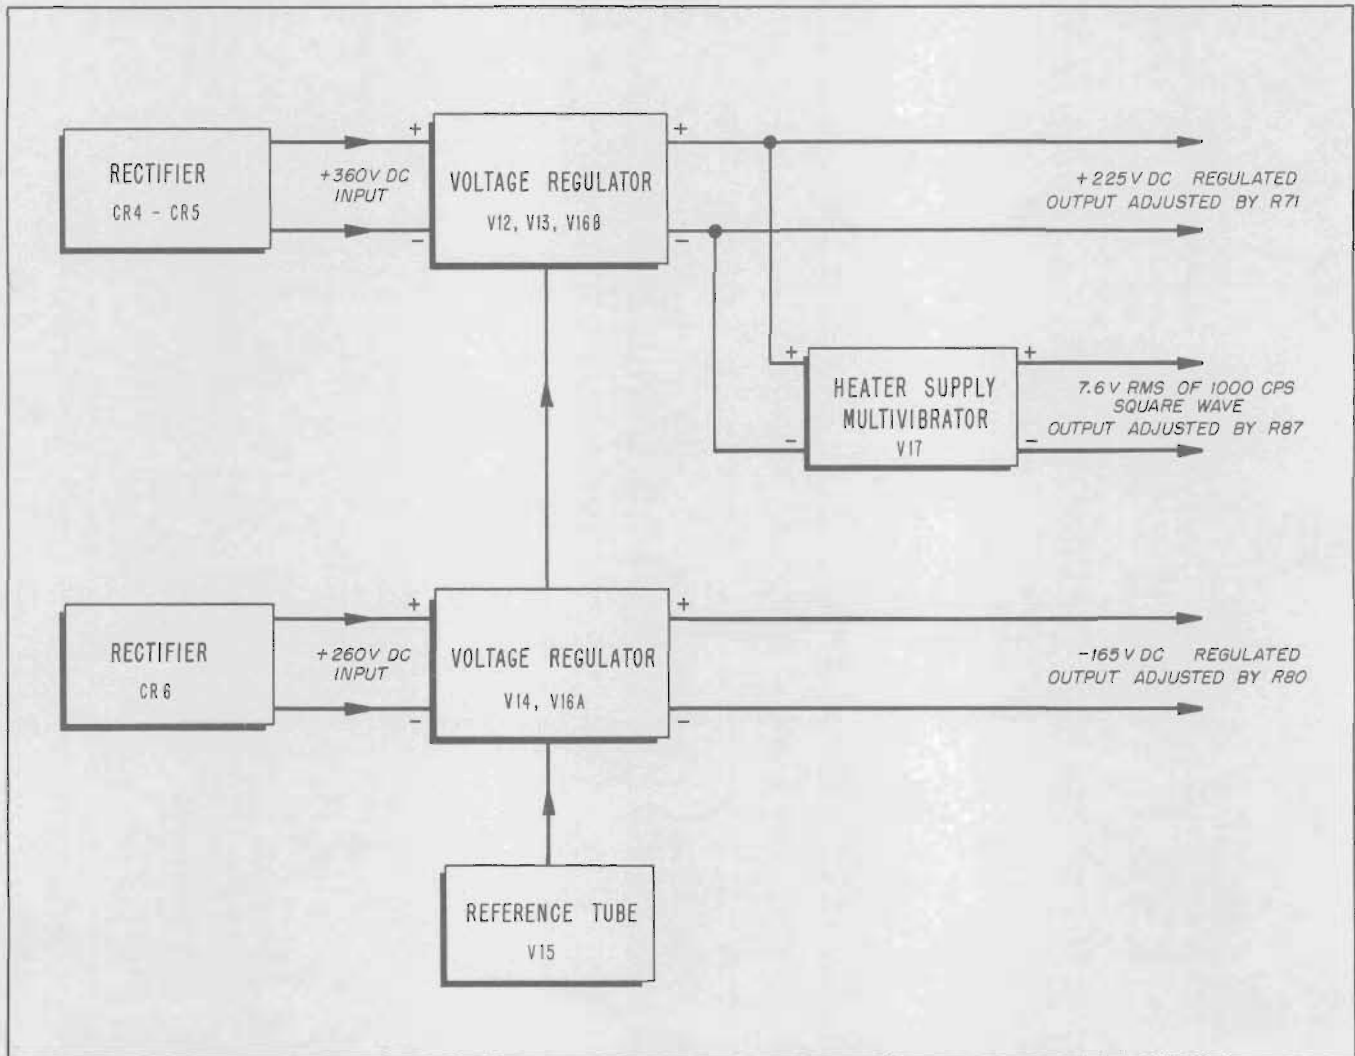 RECTIFIER
CR4 - CR5
+360V DC
INPUT
+
-
VOLTAGE REGULATOR
V12, V13, V16B
+
-
+225V DC REGULATED
OUTPUT ADJUSTED BY R71
+
-
HEATER SUPPLY
MULTIVIBRATOR
V17
+
-
7.6V RMS OF 1000 CPS
SQUARE WAVE
OUTPUT ADJUSTED BY R87
RECTIFIER
CR6
+260V DC
INPUT
+
-
VOLTAGE REGULATOR
V14, V16A
+
-
-165V DC REGULATED
OUTPUT ADJUSTED BY R80
REFERENCE TUBE
V15